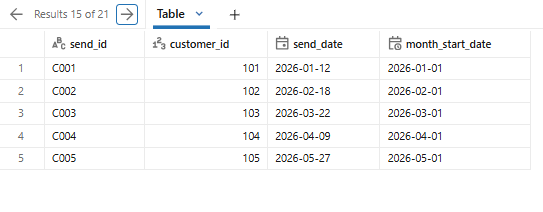 Results 15 of 21 Table
send_id customer_id send_date month_start_date
1 C001 101 2026-01-12 2026-01-01
2 C002 102 2026-02-18 2026-02-01
3 C003 103 2026-03-22 2026-03-01
4 C004 104 2026-04-09 2026-04-01
5 C005 105 2026-05-27 2026-05-01